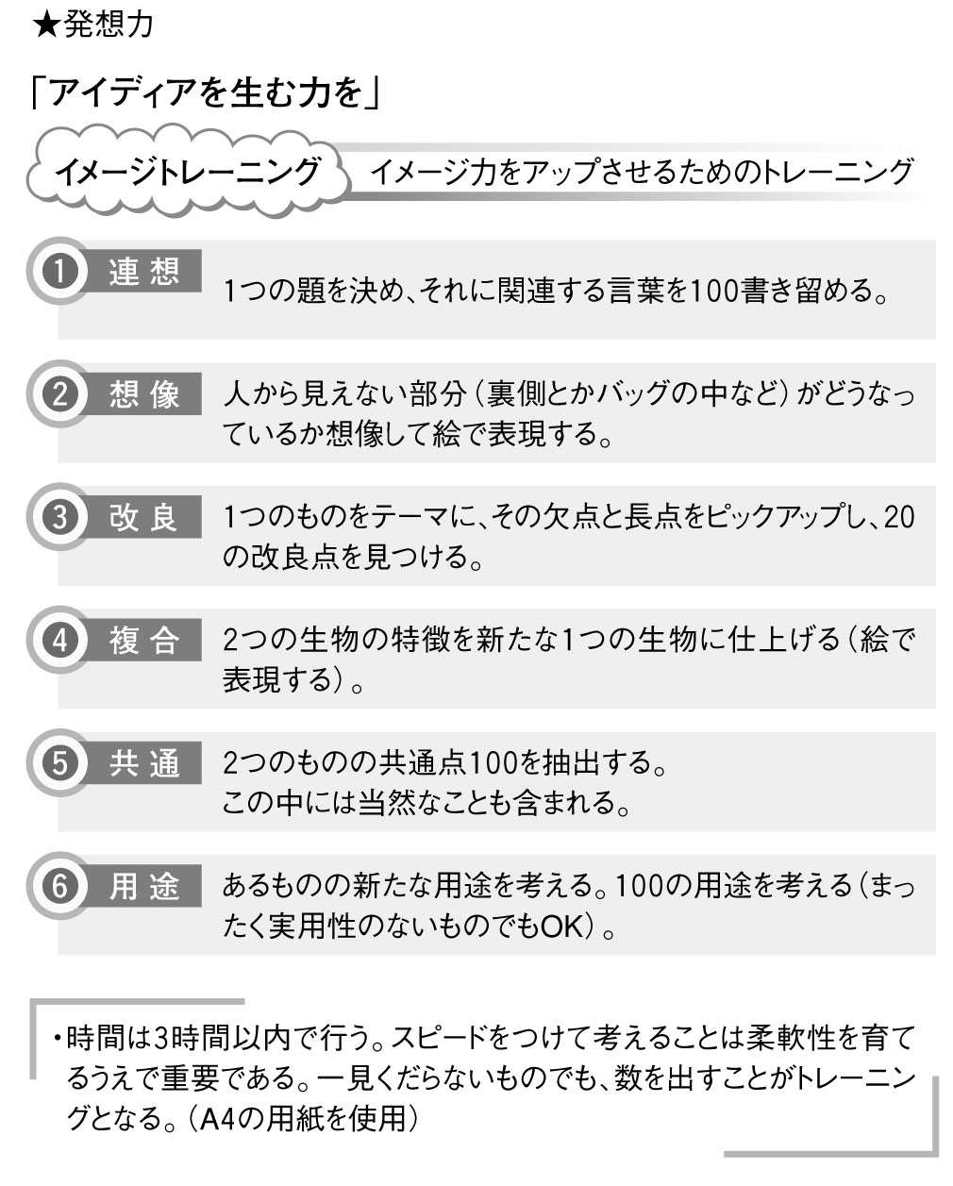 ★発想力
「アイディアを生む力を」
イメージトレーニング イメージ力をアップさせるためのトレーニング
1 連想
1つの題を決め、それに関連する言葉を100書き留める。
2 想像
人から見えない部分（裏側とかバッグの中など）がどうなっ
ているか想像して絵で表現する。
3 改良
1つのものをテーマに、その欠点と長点をピックアップし、20
の改良点を見つける。
4 複合
2つの生物の特徴を新たな1つの生物に仕上げる（絵で
表現する）。
5 共通
2つのものの共通点100を抽出する。
この中には当然なことも含まれる。
6 用途
あるものの新たな用途を考える。100の用途を考える（まっ
たく実用性のないものでもOK）。
・時間は3時間以内で行う。スピードをつけて考えることは柔軟性を育て
るうえで重要である。一見くだらないものでも、数を出すことがトレーニン
グとなる。（A4の用紙を使用）